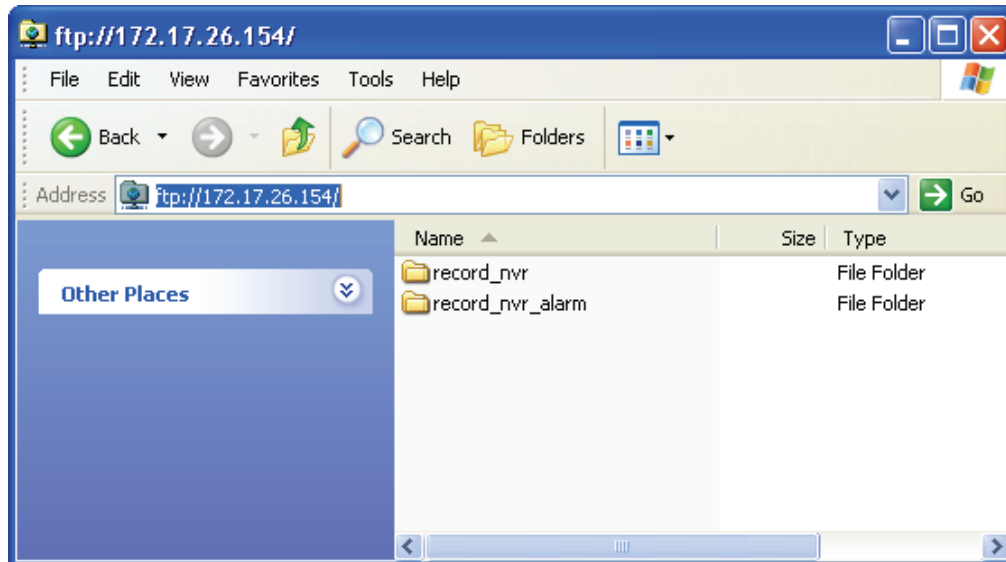 ftp://172.17.26.154/
File Edit View Favorites Tools Help
Back Search Folders
Address ftp://172.17.26.154/ Go
Name Size Type
Other Places
record_nvr File Folder
record_nvr_alarm File Folder